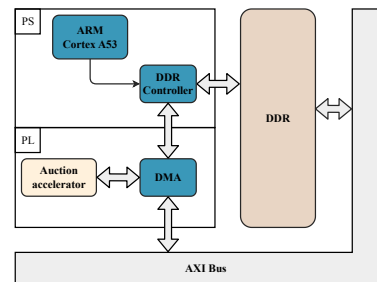 PS
ARM
Cortex A53
DDR
Controller
DDR
PL
Auction
accelerator
DMA
AXI Bus